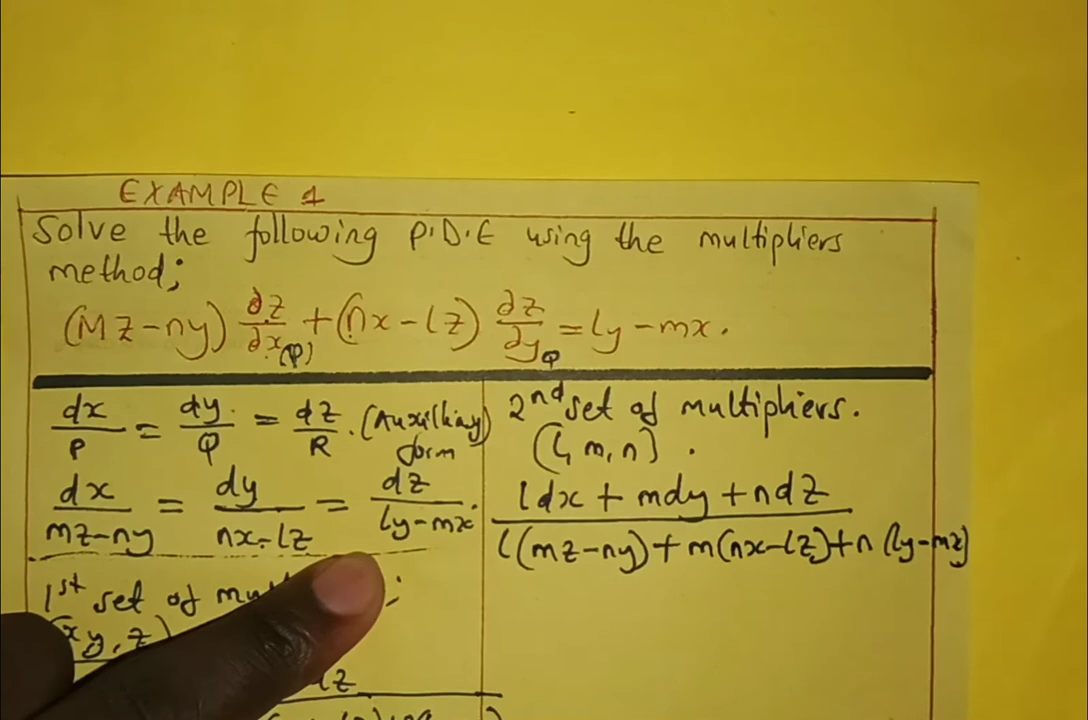 EXAMPLE 1
Solve the following P.D.E using the multipliers
method;
(mz-ny) ∂z/∂x (P) + (nx-lz) ∂z/∂y Q = ly-mx.
dx/P = dy/Q = dz/R. (Auxilliary form)
dx/mz-ny = dy/nx-lz = dz/ly-mx.
1st set of
y, z)
dz
2nd set of multipliers.
(l, m, n).
ldx + mdy + ndz
l(mz-ny)+m(nx-lz)+n(ly-mx)